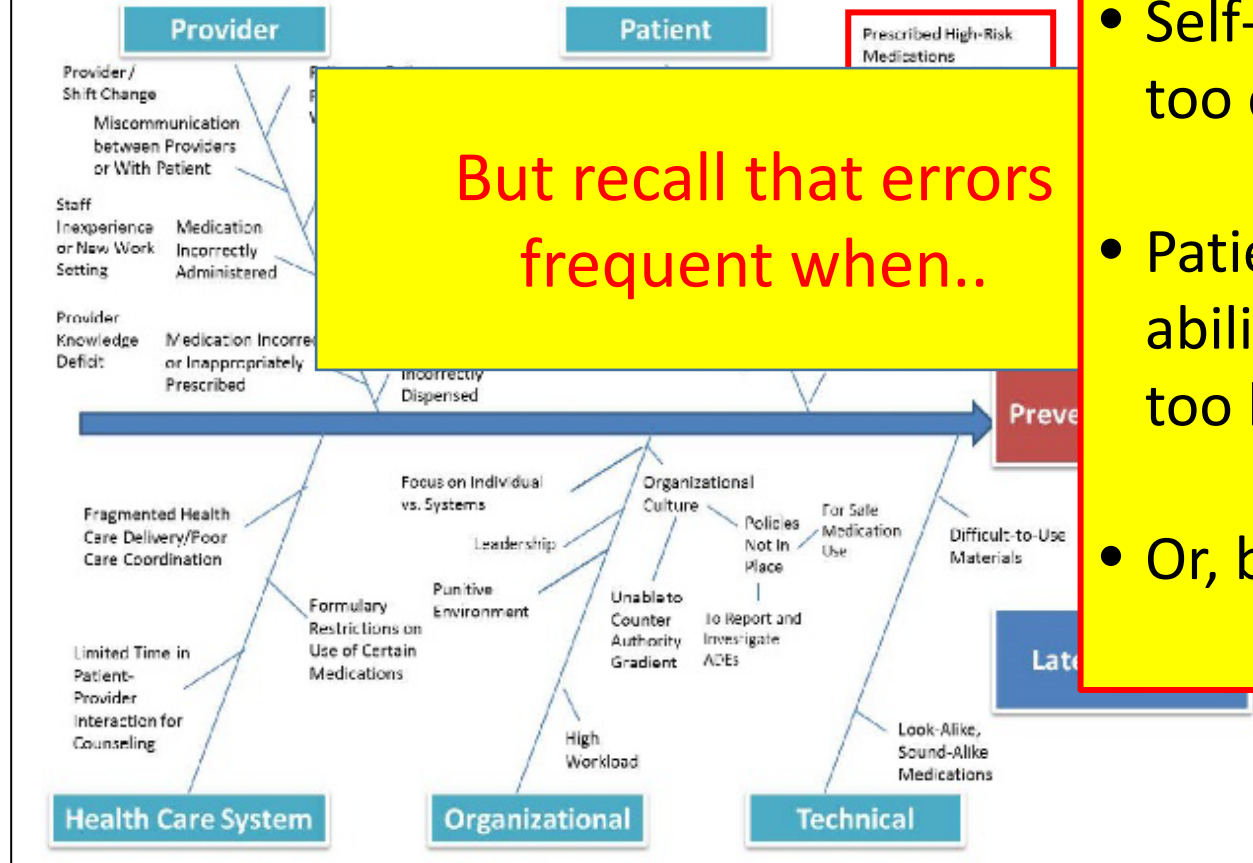 Provider
Patient
Prescribed High-Risk
Medications
Provider /
Shift Change
Miscommunication
between Providers
or With Patient
Staff
Inexperience
or New Work
Setting
Medication
Incorrectly
Administered
Provider
Knowledge
Deficit
Medication Incorrec
or Inappropriately
Prescribed
Incorrectly
Dispensed
But recall that errors
frequent when..
• Self-
too
• Patie
abili
too
• Or,
Preve
Late
Fragmented Health
Care Delivery/Poor
Care Coordination
Limited Time in
Patient-
Provider
Interaction for
Counseling
Formulary
Restrictions on
Use of Certain
Medications
Health Care System
Focus on Individual
vs. Systems
Leadership
Punitive
Environment
Organizational
Culture
Unable to
Counter
Authority
Gradient
Policies
Not In
Place
For Safe
Medication
Use
To Report and
Investigate
ADEs
High
Workload
Organizational
Difficult-to-Use
Materials
Look-Alike,
Sound-Alike
Medications
Technical